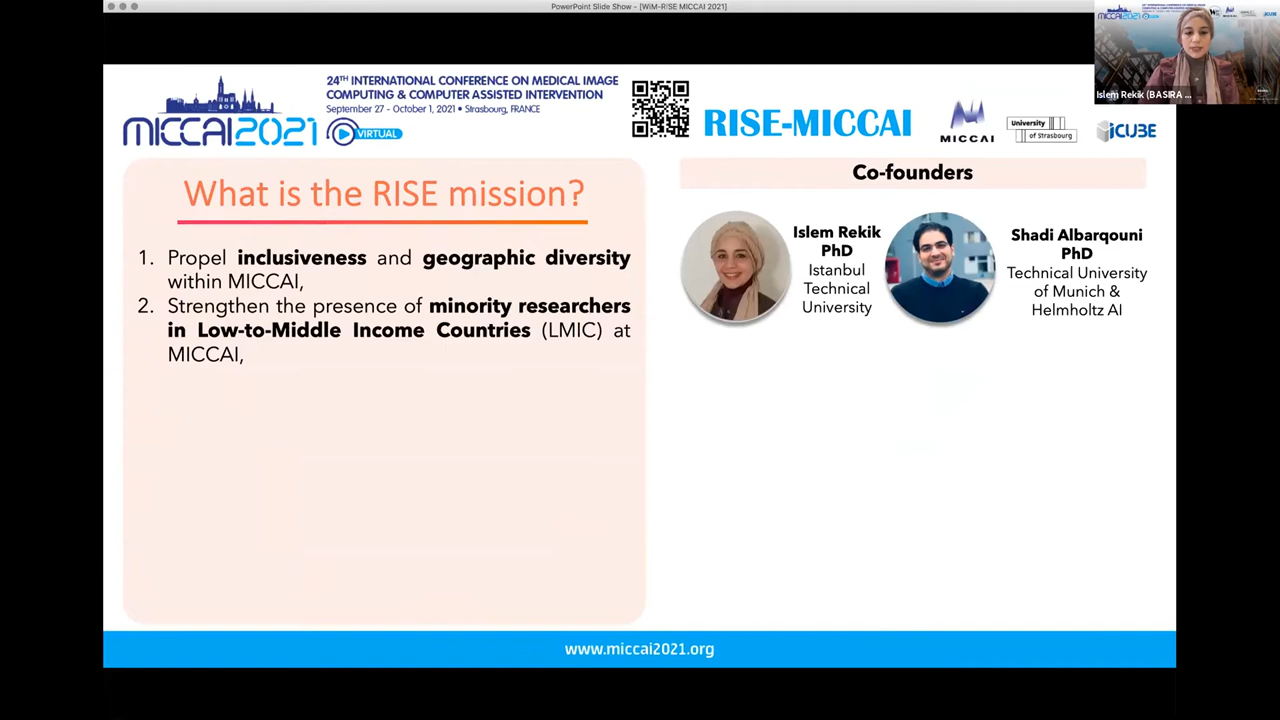 PowerPoint Slide Show - [WiM-RISE MICCAI 2021]
MICCAI2021
24TH INTERNATIONAL CONFERENCE ON MEDICAL IMAGE
COMPUTING & COMPUTER ASSISTED INTERVENTION
September 27 - October 1, 2021 • Strasbourg, FRANCE
VIRTUAL
RISE-MICCAI
MICCAI
University
of Strasbourg
iCUBE
MICCAI2021
Islem Rekik (BASIRA ...
What is the RISE mission?
1. Propel inclusiveness and geographic diversity
within MICCAI,
2. Strengthen the presence of minority researchers
in Low-to-Middle Income Countries (LMIC) at
MICCAI,
Co-founders
Islem Rekik
PhD
Istanbul
Technical
University
Shadi Albarqouni
PhD
Technical University
of Munich &
Helmholtz AI
www.miccai2021.org